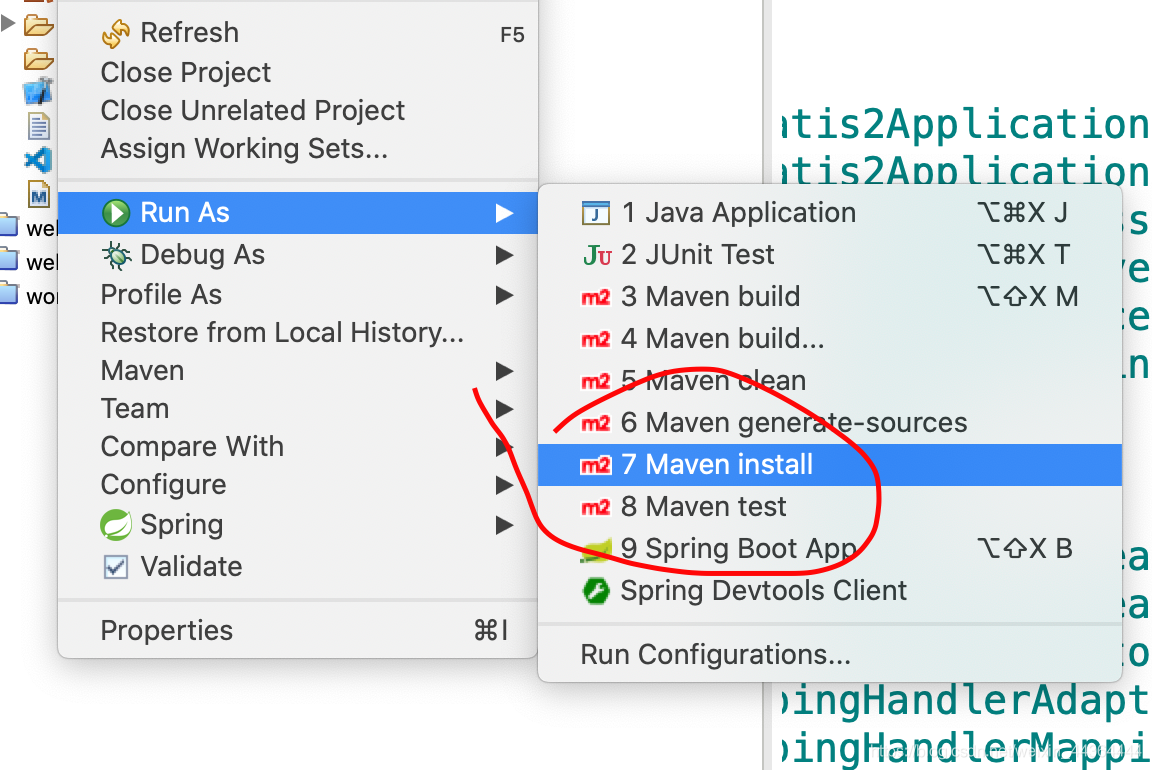 Refresh F5
Close Project
Close Unrelated Project
Assign Working Sets...
Run As
Debug As
Profile As
Restore from Local History...
Maven
Team
Compare With
Configure
Spring
Validate
Properties ⌘I
1 Java Application ⌥⌘X J
2 JUnit Test ⌥⌘X T
3 Maven build ⌥⇧X M
4 Maven build...
5 Maven clean
6 Maven generate-sources
7 Maven install
8 Maven test
9 Spring Boot App ⌥⇧X B
Spring Devtools Client
Run Configurations...
atis2Application
atis2Application
pingHandlerAdapt
pingHandlerMappi